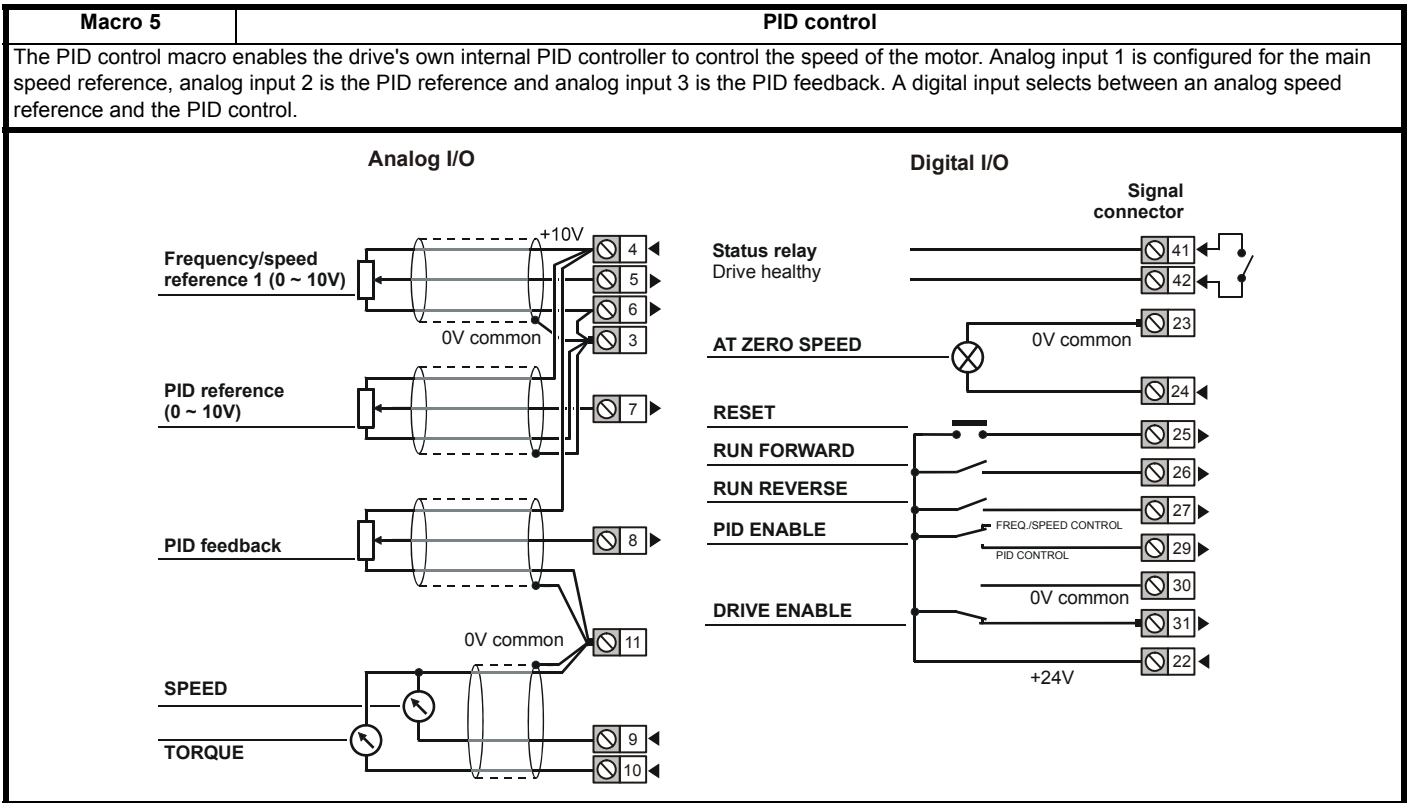 Macro 5 PID control
The PID control macro enables the drive's own internal PID controller to control the speed of the motor. Analog input 1 is configured for the main
speed reference, analog input 2 is the PID reference and analog input 3 is the PID feedback. A digital input selects between an analog speed
reference and the PID control.
Analog I/O
Frequency/speed
reference 1 (0 ~ 10V)
+10V
4
5
6
0V common
3
PID reference
(0 ~ 10V)
7
PID feedback
8
0V common
11
SPEED
TORQUE
9
10
Digital I/O
Signal
connector
Status relay
Drive healthy
41
42
23
0V common
AT ZERO SPEED
24
RESET
25
RUN FORWARD
26
RUN REVERSE
27
PID ENABLE
FREQ./SPEED CONTROL
PID CONTROL
29
30
0V common
DRIVE ENABLE
31
22
+24V